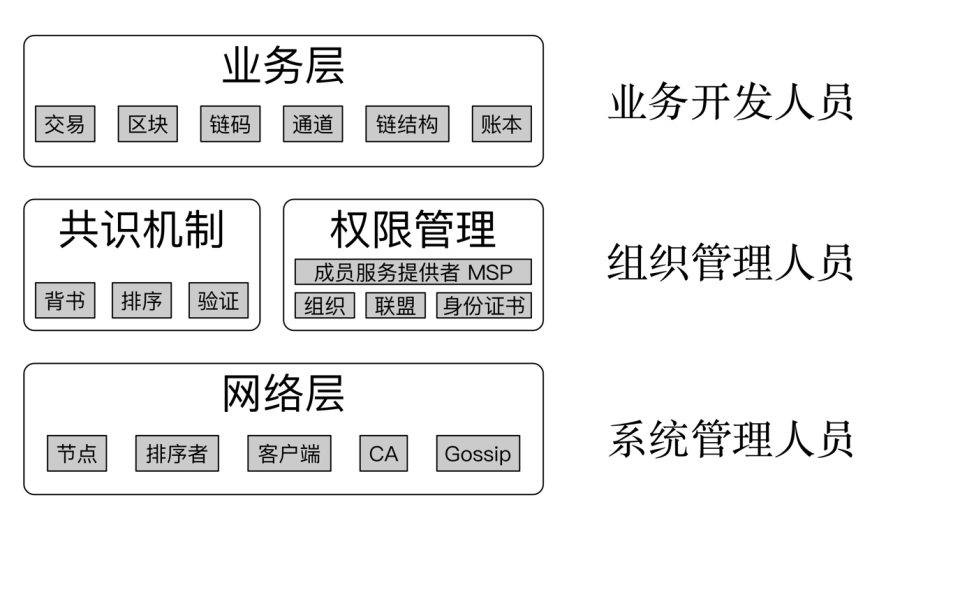 业务层
交易 区块 链码 通道 链结构 账本
业务开发人员
共识机制
背书 排序 验证
权限管理
成员服务提供者 MSP
组织 联盟 身份证书
组织管理人员
网络层
节点 排序者 客户端 CA Gossip
系统管理人员